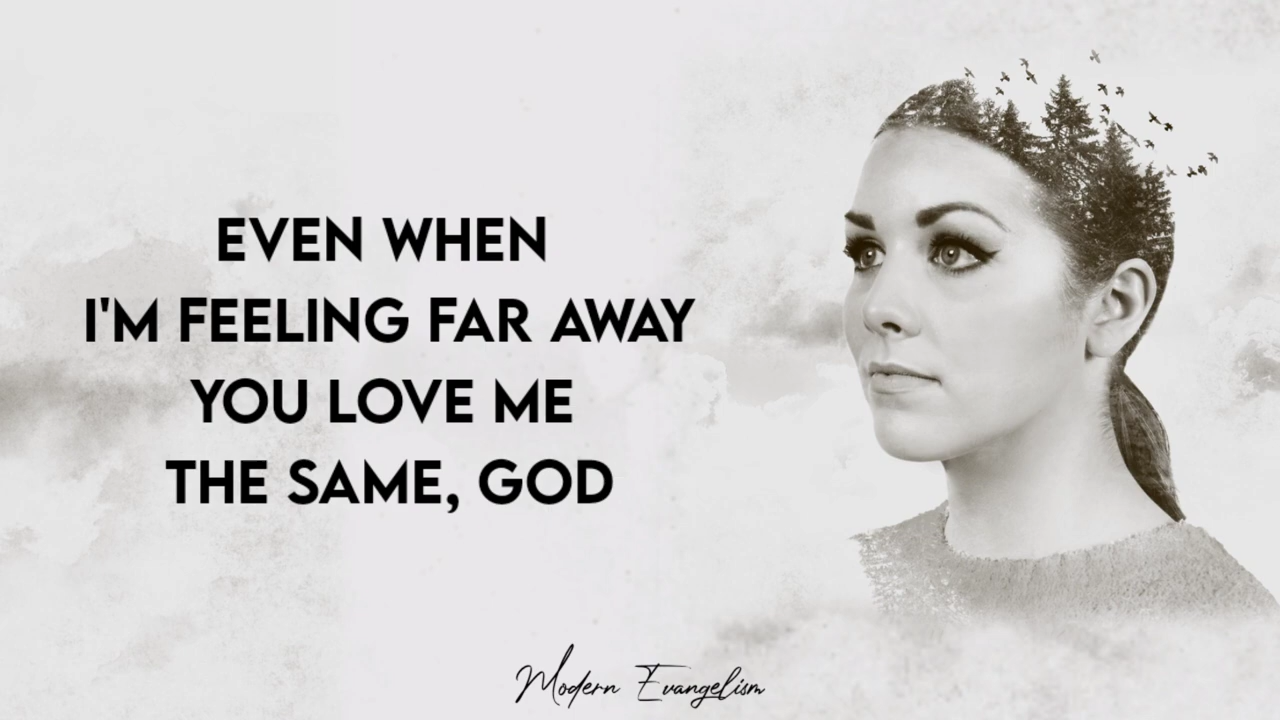 EVEN WHEN
I'M FEELING FAR AWAY
YOU LOVE ME
THE SAME, GOD
Modern Evangelism